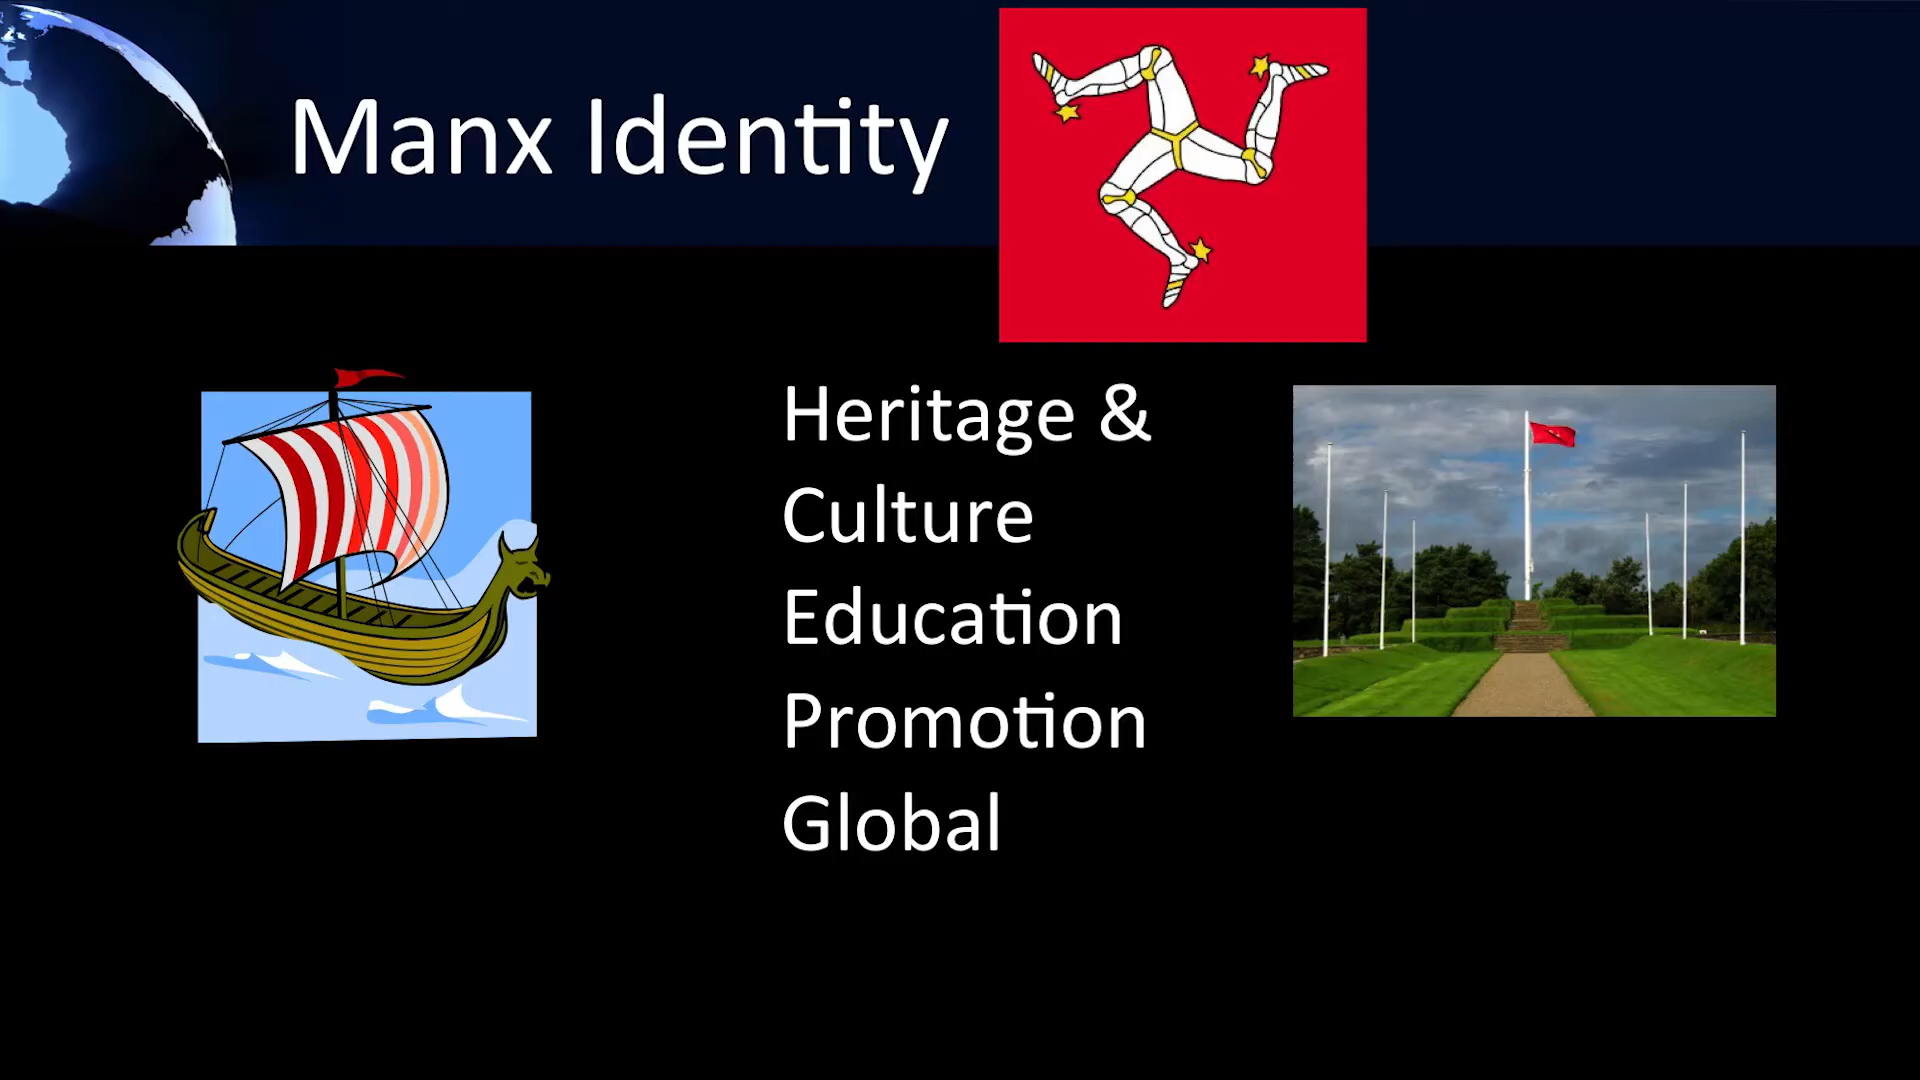 Manx Identity
Heritage &
Culture
Education
Promotion
Global